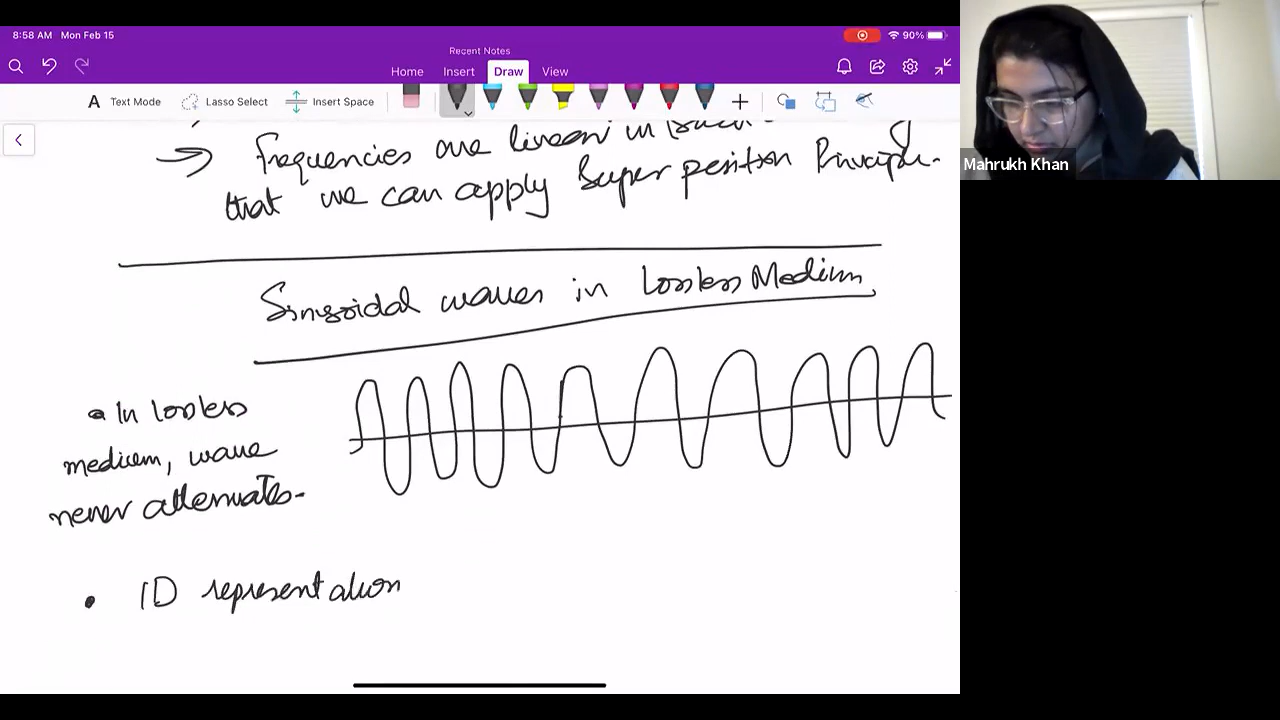 8:58 AM Mon Feb 15
90%
Recent Notes
Home Insert Draw View
Text Mode Lasso Select Insert Space
Frequencies are linear in
that we can apply Super position Principle.
Sinusoidal waves in Lossless Medium
In lossless
medium, wave
never attenuates.
1D representation
Mahrukh Khan